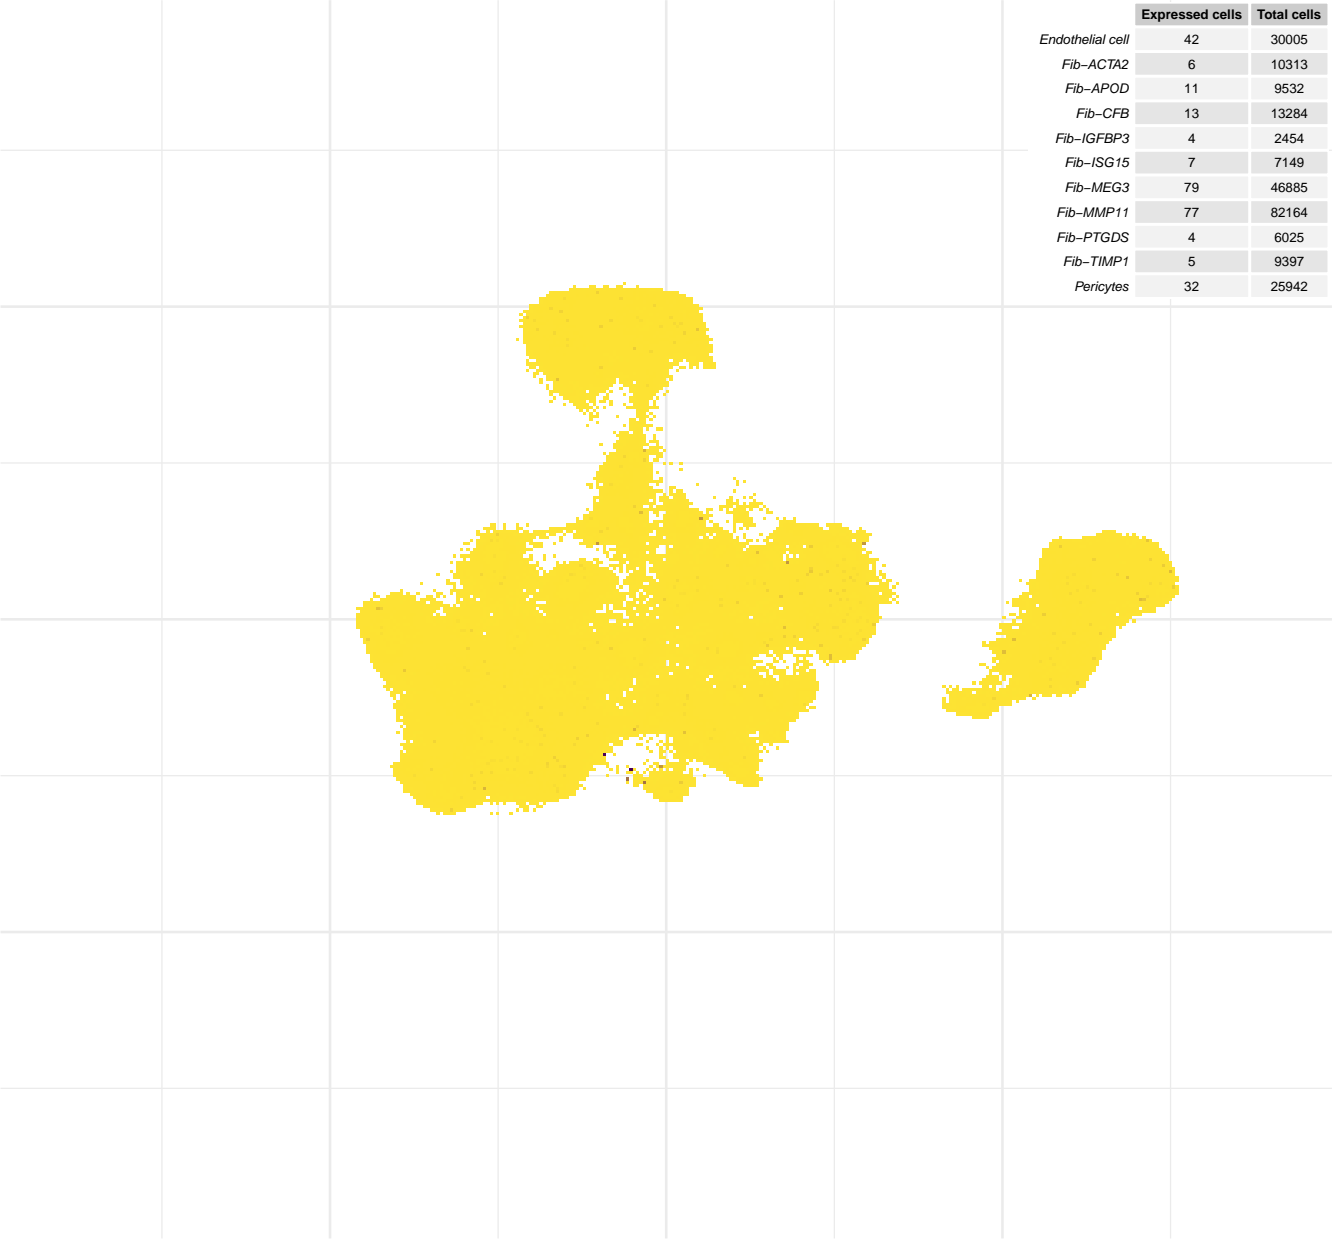 Expressed cells Total cells
Endothelial cell 42 30005
Fib−ACTA2 6 10313
Fib−APOD 11 9532
Fib−CFB 13 13284
Fib−IGFBP3 4 2454
Fib−ISG15 7 7149
Fib−MEG3 79 46885
Fib−MMP11 77 82164
Fib−PTGDS 4 6025
Fib−TIMP1 5 9397
Pericytes 32 25942